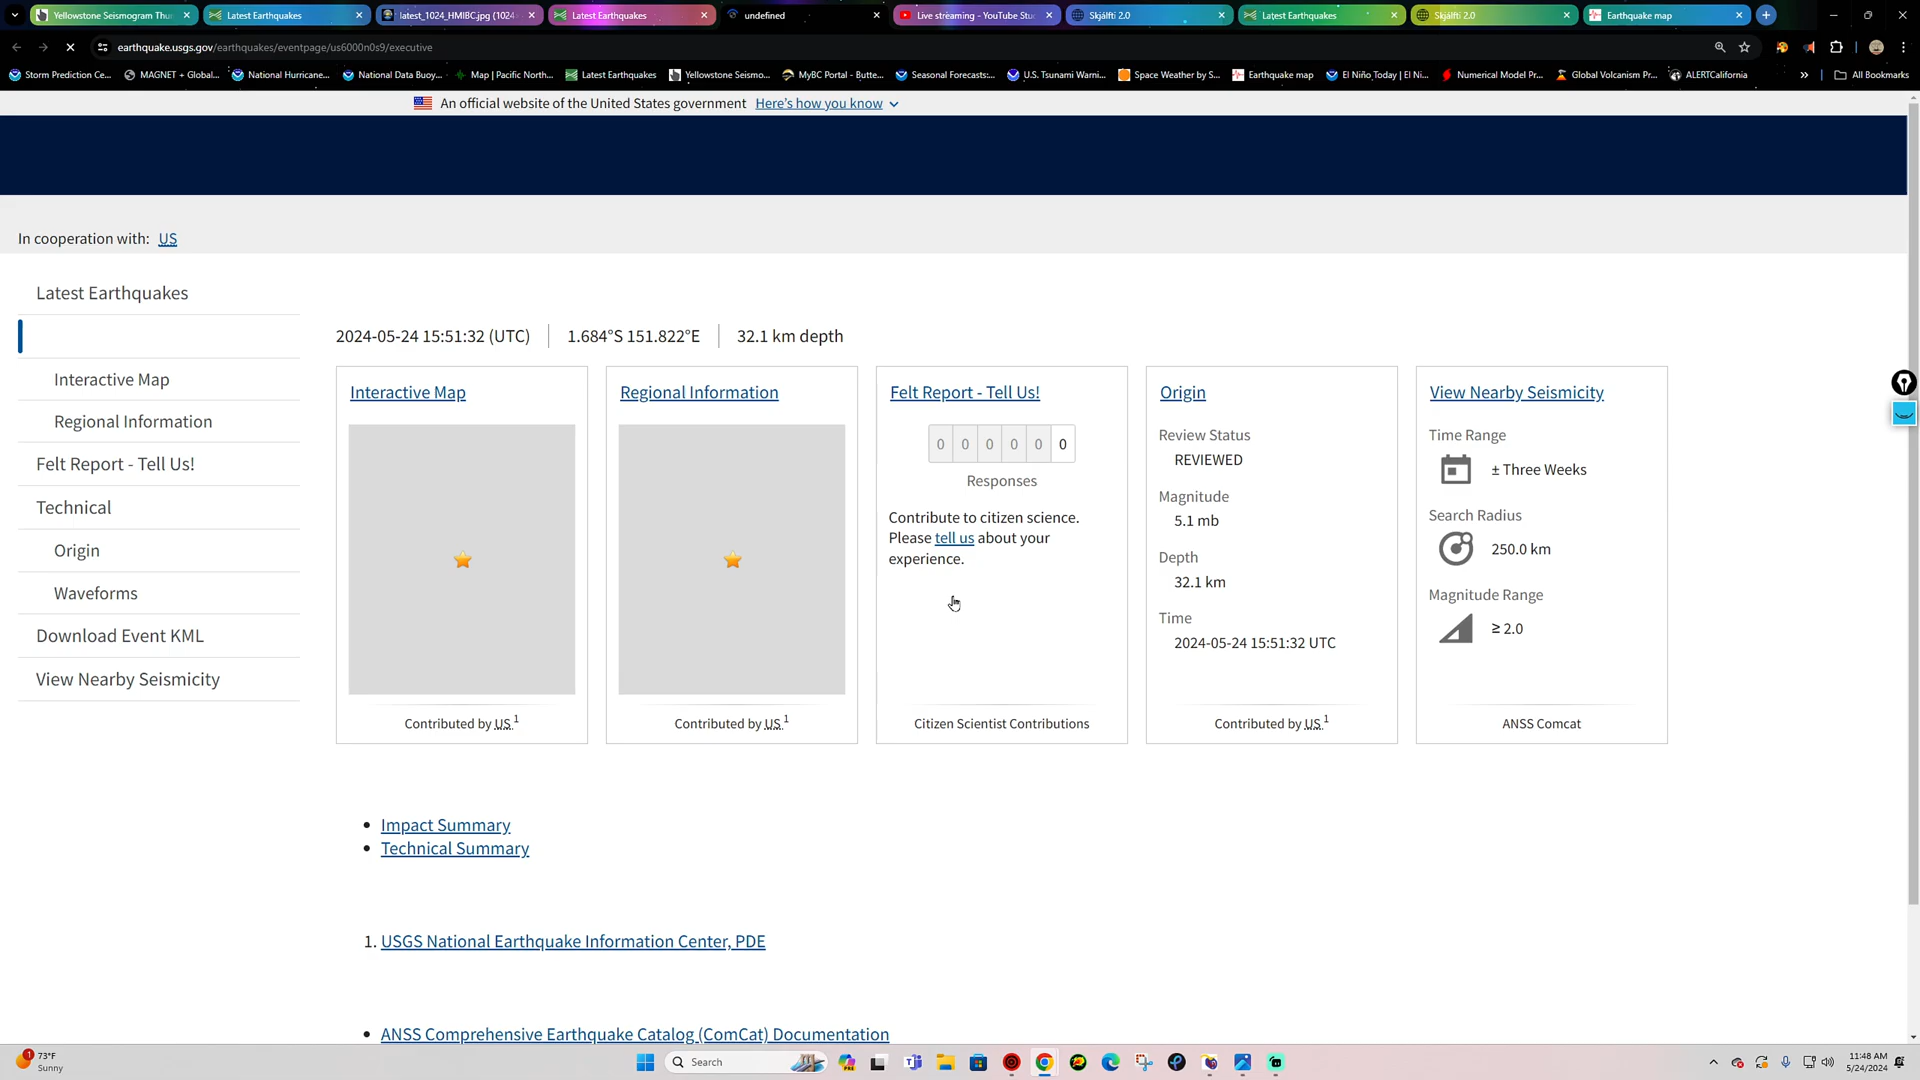 Yellowstone Seismogram Thu
Latest Earthquakes
latest_1024_HMIBC.jpg (1024
Latest Earthquakes
undefined
Live streaming - YouTube Stu
Skjálfti 2.0
Latest Earthquakes
Skjálfti 2.0
Earthquake map
earthquake.usgs.gov/earthquakes/eventpage/us6000n0s9/executive
Storm Prediction Ce...
MAGNET + Global...
National Hurricane...
National Data Buoy...
Map | Pacific North...
Latest Earthquakes
Yellowstone Seismo...
MyBC Portal - Butte...
Seasonal Forecasts:...
U.S. Tsunami Warni...
Space Weather by S...
Earthquake map
El Niño Today | El Ni...
Numerical Model Pr...
Global Volcanism Pr...
ALERTCalifornia
All Bookmarks
An official website of the United States government Here's how you know
In cooperation with: US
Latest Earthquakes
Interactive Map
Regional Information
Felt Report - Tell Us!
Technical
Origin
Waveforms
Download Event KML
View Nearby Seismicity
2024-05-24 15:51:32 (UTC)
1.684°S 151.822°E
32.1 km depth
Interactive Map
Contributed by US 1
Regional Information
Contributed by US 1
Felt Report - Tell Us!
0 0 0 0 0 0
Responses
Contribute to citizen science.
Please tell us about your
experience.
Citizen Scientist Contributions
Origin
Review Status
REVIEWED
Magnitude
5.1 mb
Depth
32.1 km
Time
2024-05-24 15:51:32 UTC
Contributed by US 1
View Nearby Seismicity
Time Range
± Three Weeks
Search Radius
250.0 km
Magnitude Range
≥ 2.0
ANSS Comcat
• Impact Summary
• Technical Summary
1. USGS National Earthquake Information Center, PDE
• ANSS Comprehensive Earthquake Catalog (ComCat) Documentation
1
73°F
Sunny
Search
11:48 AM
5/24/2024